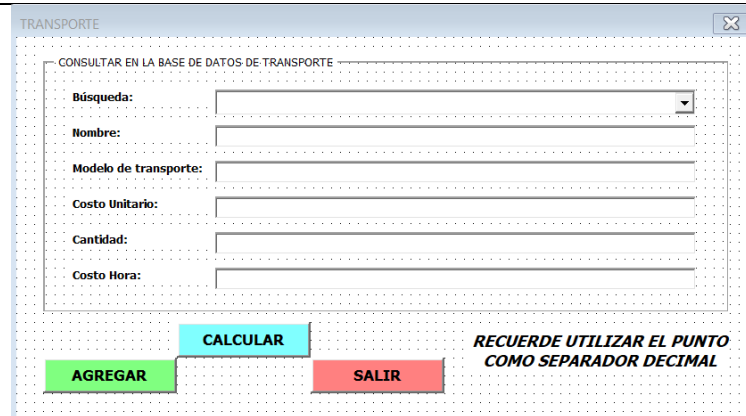 TRANSPORTE
CONSULTAR EN LA BASE DE DATOS DE TRANSPORTE
Búsqueda:
Nombre:
Modelo de transporte:
Costo Unitario:
Cantidad:
Costo Hora:
CALCULAR
AGREGAR
SALIR
RECUERDE UTILIZAR EL PUNTO
COMO SEPARADOR DECIMAL